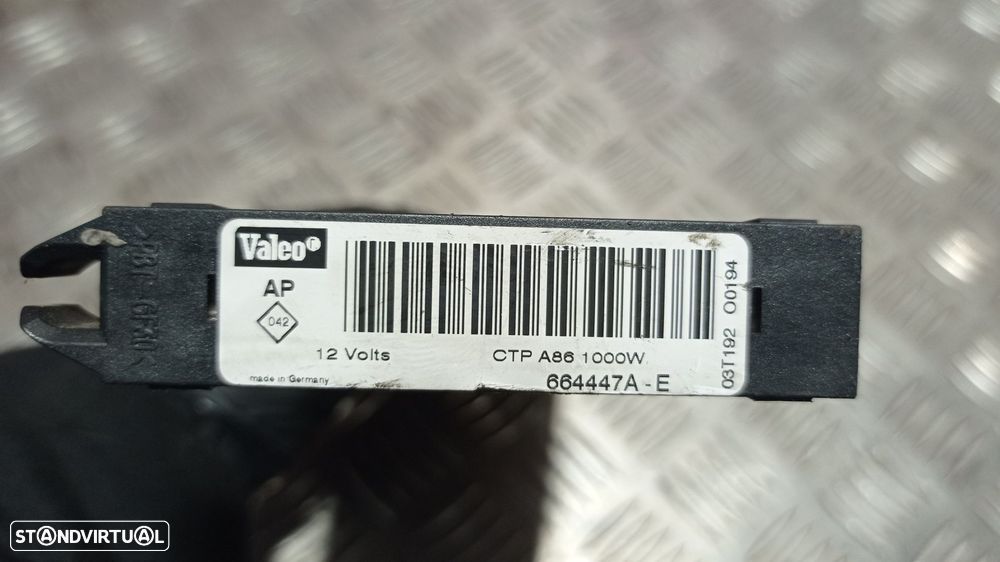 Valeo
AP
042
12 Volts
CTP A86 1000W
664447A - E
made in Germany
03T192 O0194
STANDVIRTUAL